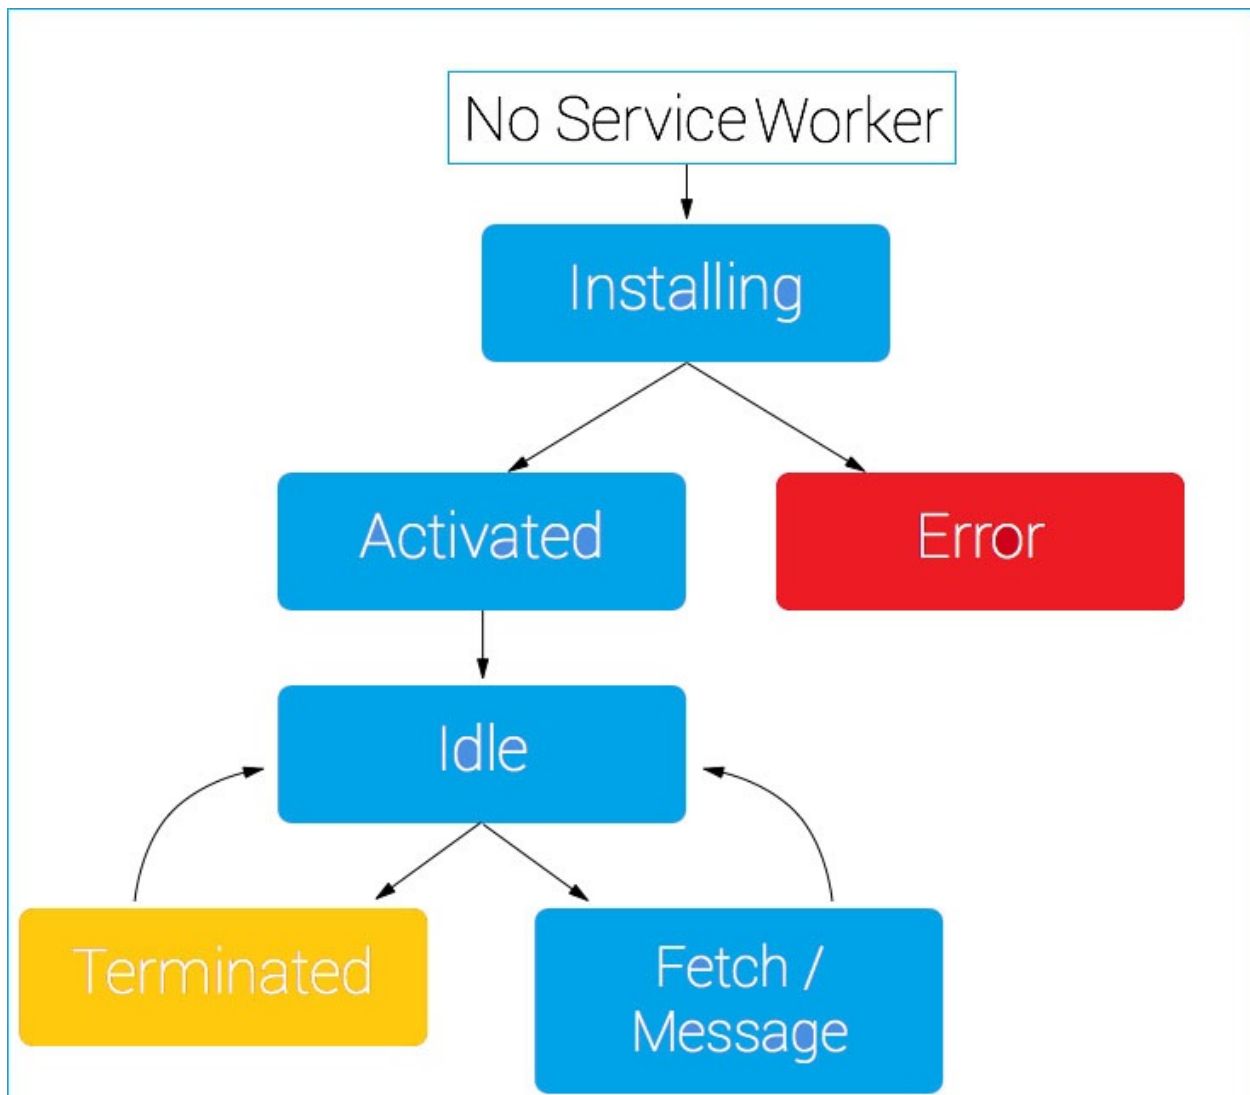 No Service Worker
Installing
Activated
Error
Idle
Terminated
Fetch /
Message